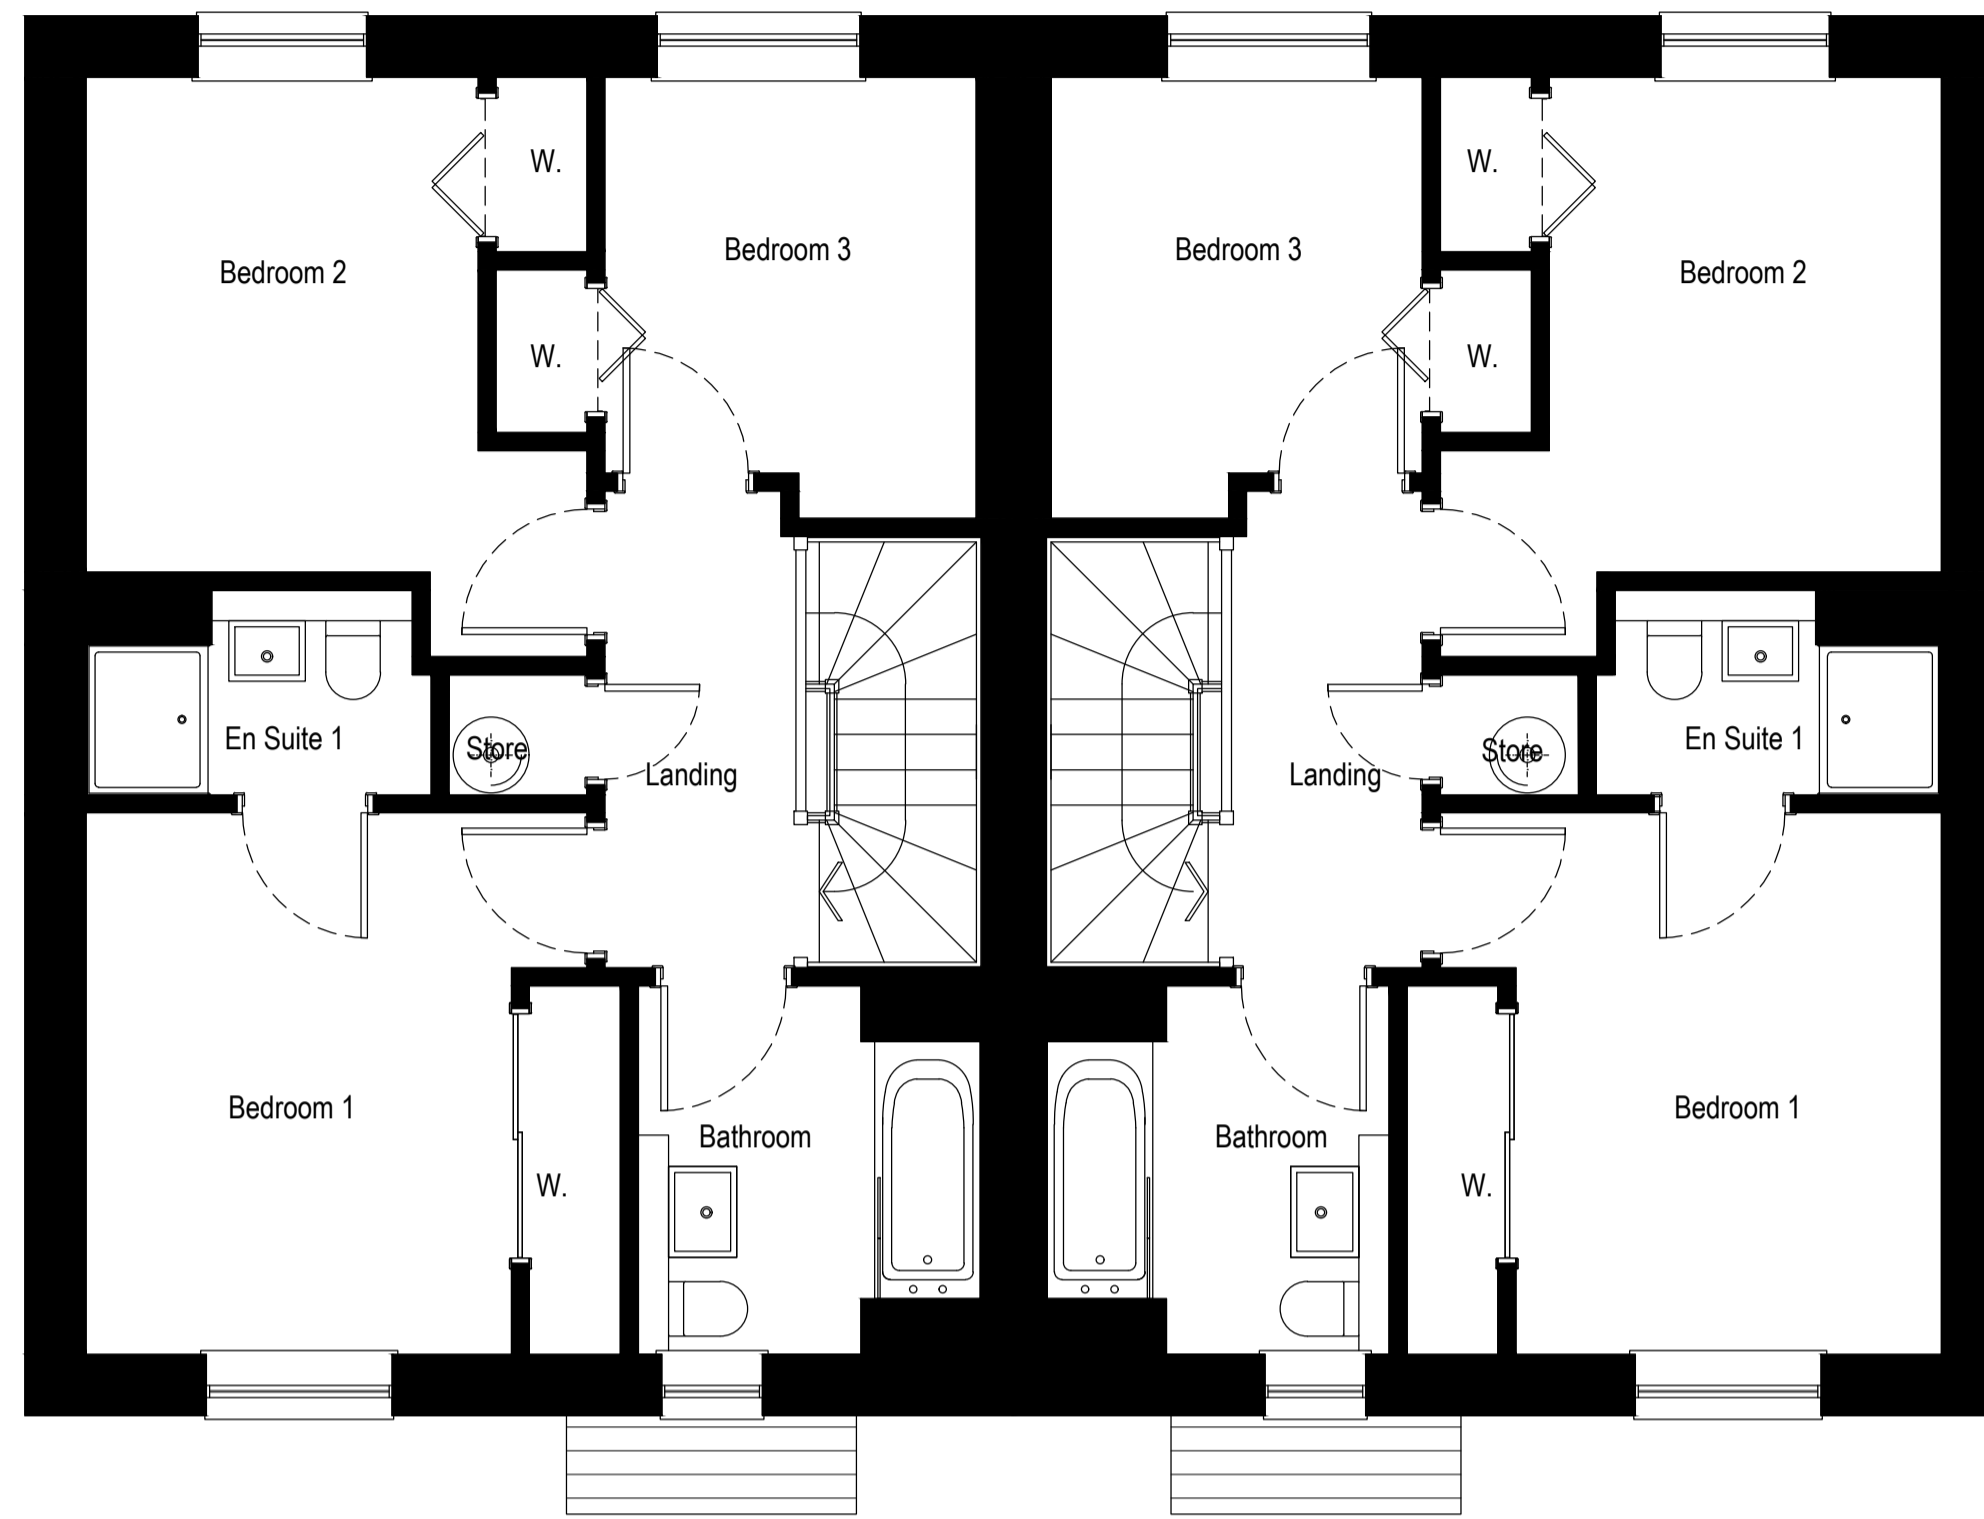 W.
W.
Bedroom 3
Bedroom 3
Bedroom 2
Bedroom 2
W.
W.
En Suite 1
Store
Landing
Landing
Store
En Suite 1
Bedroom 1
Bathroom
Bathroom
Bedroom 1
W.
W.